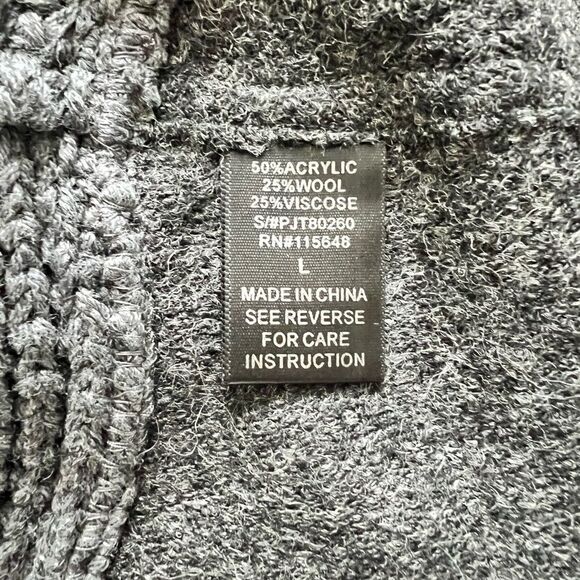 50%ACRYLIC
25%WOOL
25%VISCOSE
S/#PJT80260
RN#115648
L
MADE IN CHINA
SEE REVERSE
FOR CARE
INSTRUCTION